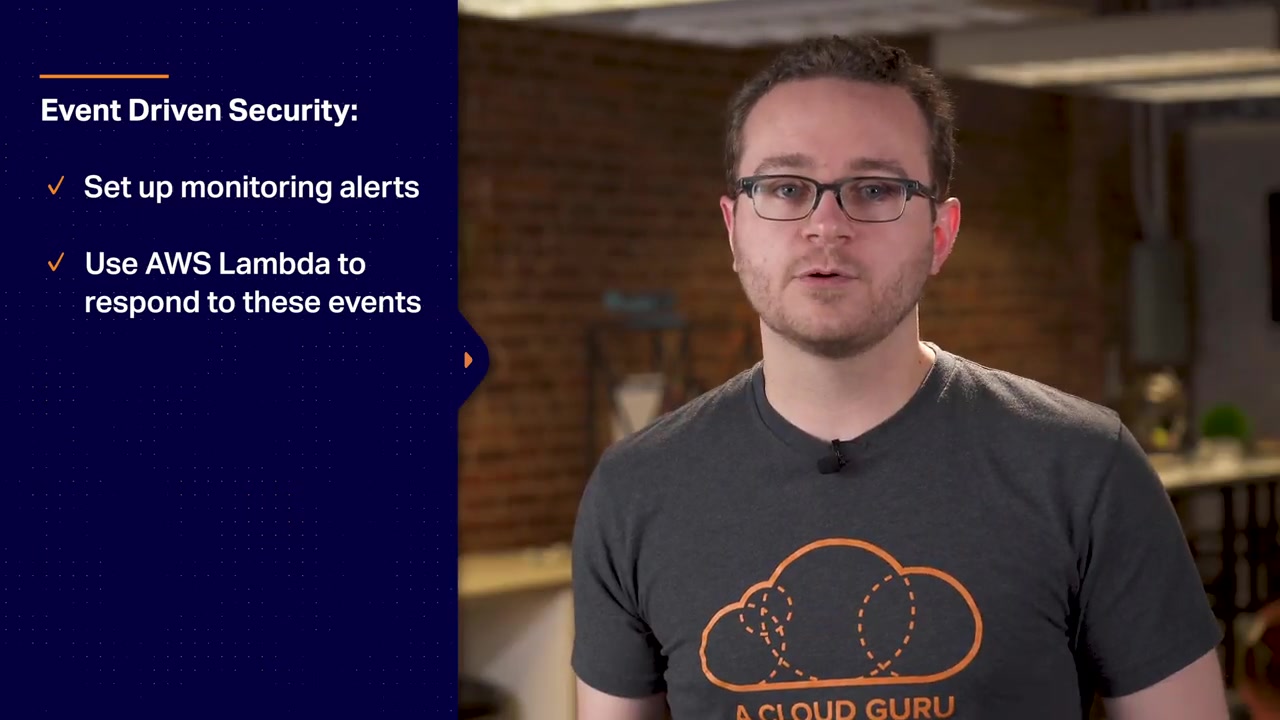 Event Driven Security:
✓ Set up monitoring alerts
✓ Use AWS Lambda to
respond to these events
A CLOUD GURU